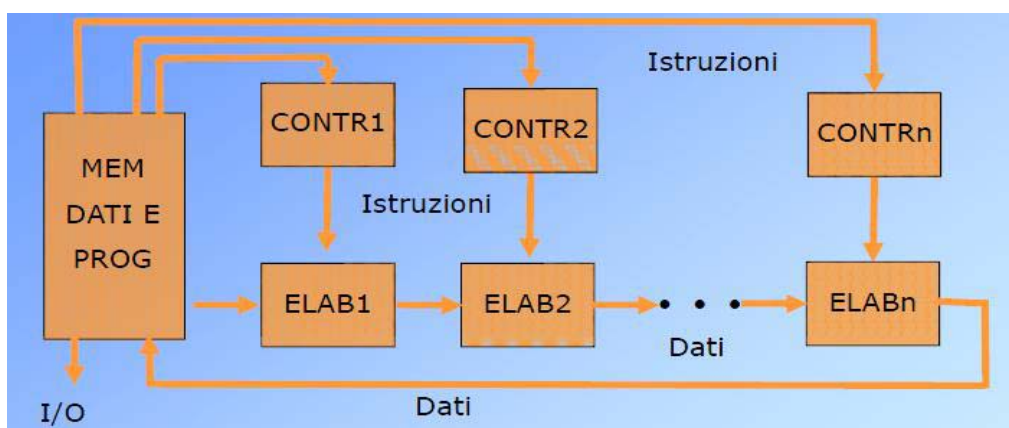 Istruzioni
CONTR1
CONTR2
CONTRn
MEM
DATI E
PROG
Istruzioni
ELAB1
ELAB2
• • •
ELABn
Dati
I/O
Dati